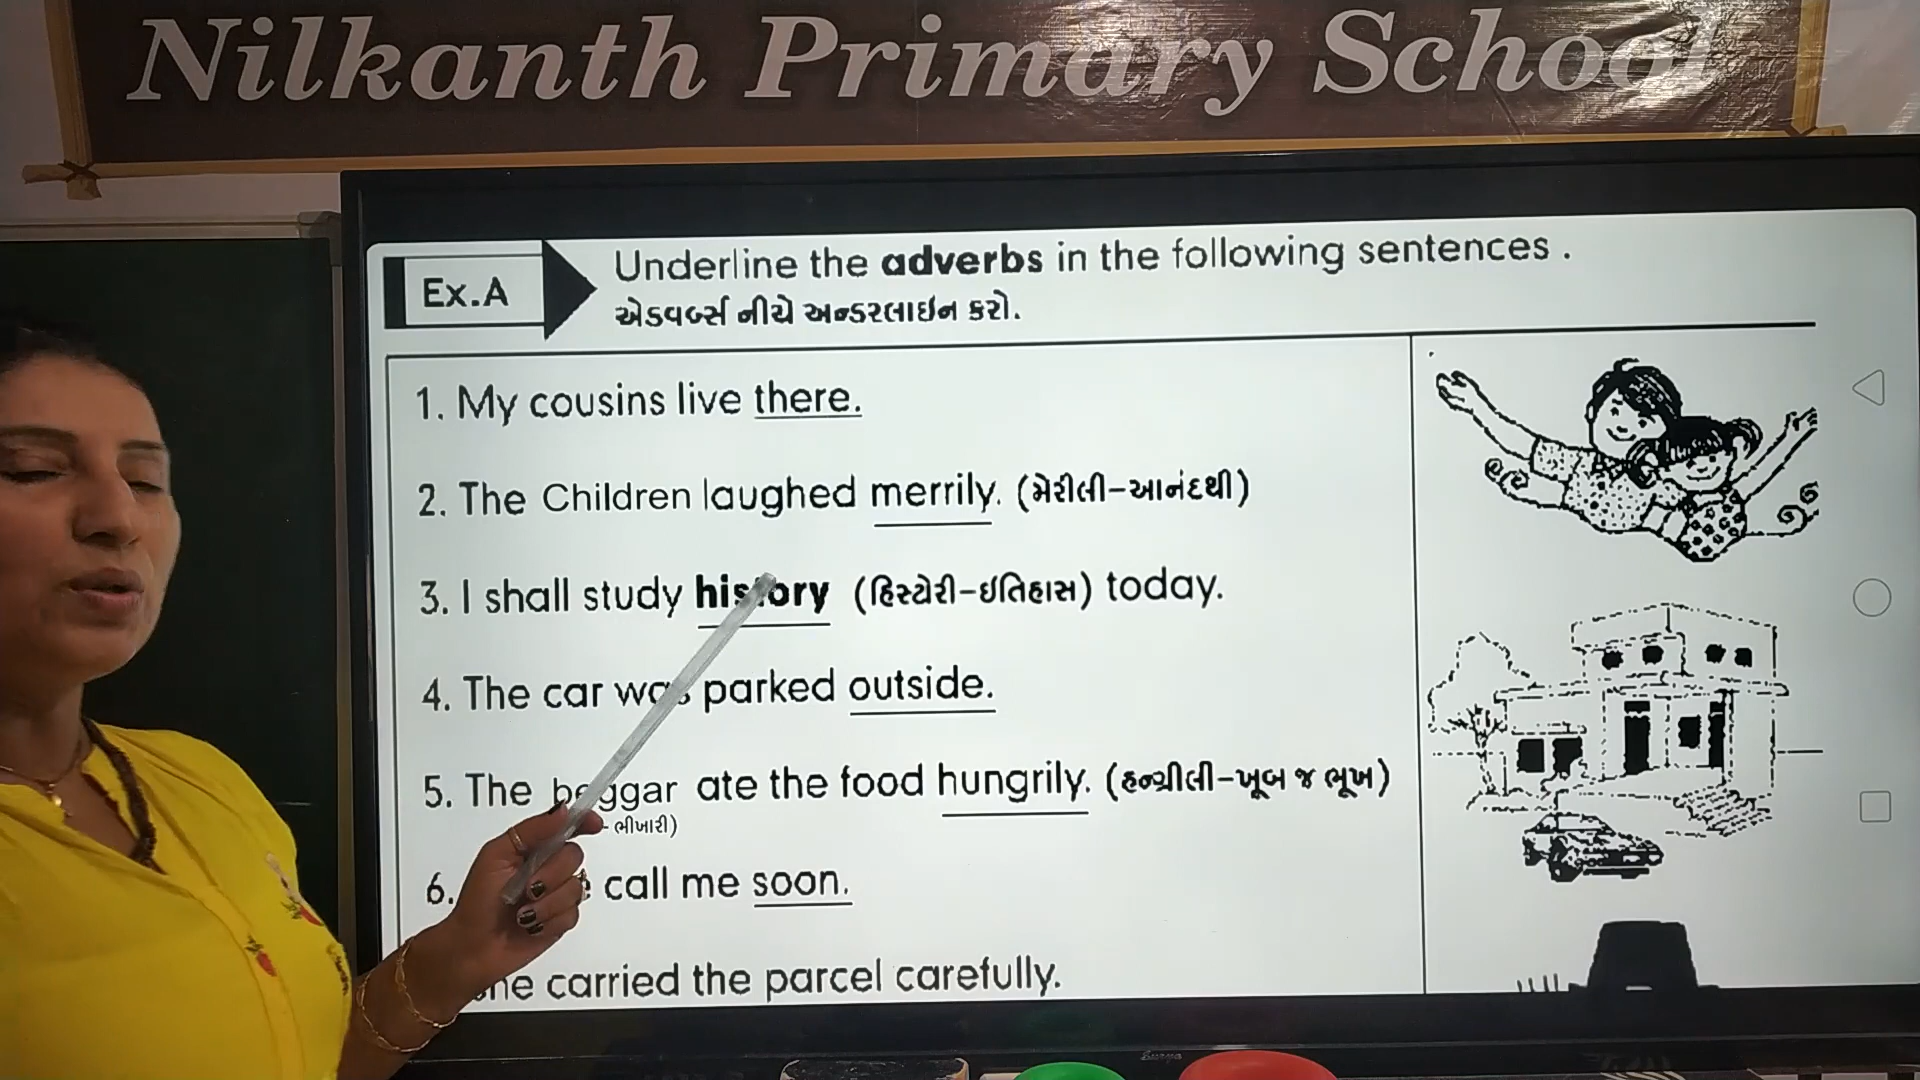 Nilkanth Primary School
Ex.A
Underline the adverbs in the following sentences .
એડવર્બ્સ નીચે અન્ડરલાઇન કરો.
1. My cousins live there.
2. The Children laughed merrily. (મેરીલી-આનંદથી)
3. I shall study history (હિસ્ટોરી-ઇતિહાસ) today.
4. The car was parked outside.
5. The beggar ate the food hungrily. (હન્ગ્રીલી-ખૂબ જ ભૂખ)
- ભીખારી)
6. call me soon.
carried the parcel carefully.